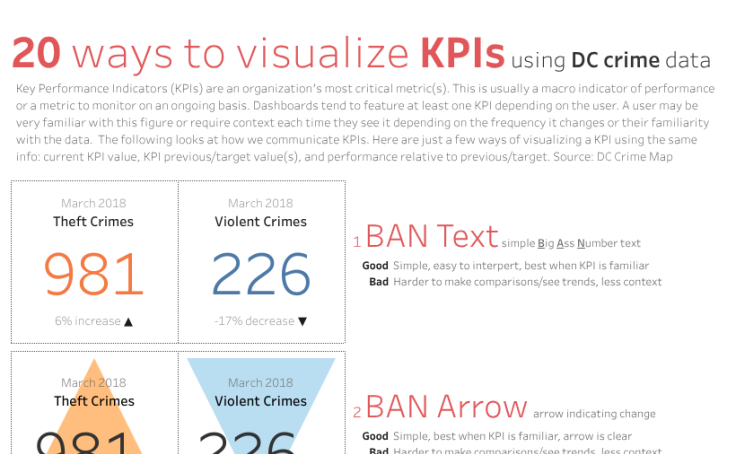 20 ways to visualize KPIs using DC crime data
Key Performance Indicators (KPIs) are an organization's most critical metric(s). This is usually a macro indicator of performance
or a metric to monitor on an ongoing basis. Dashboards tend to feature at least one KPI depending on the user. A user may be
very familiar with this figure or require context each time they see it depending on the frequency it changes or their familiarity
with the data.  The following looks at how we communicate KPIs. Here are just a few ways of visualizing a KPI using the same
info: current KPI value, KPI previous/target value(s), and performance relative to previous/target. Source: DC Crime Map
March 2018
Theft Crimes
981
6% increase ▲
March 2018
Violent Crimes
226
-17% decrease ▼
1 BAN Text simple Big Ass Number text
Good Simple, easy to interpert, best when KPI is familiar
Bad Harder to make comparisons/see trends, less context
March 2018
Theft Crimes
981
March 2018
Violent Crimes
226
2 BAN Arrow arrow indicating change
Good Simple, best when KPI is familiar, arrow is clear
Bad Harder to make comparisons/see trends, less context